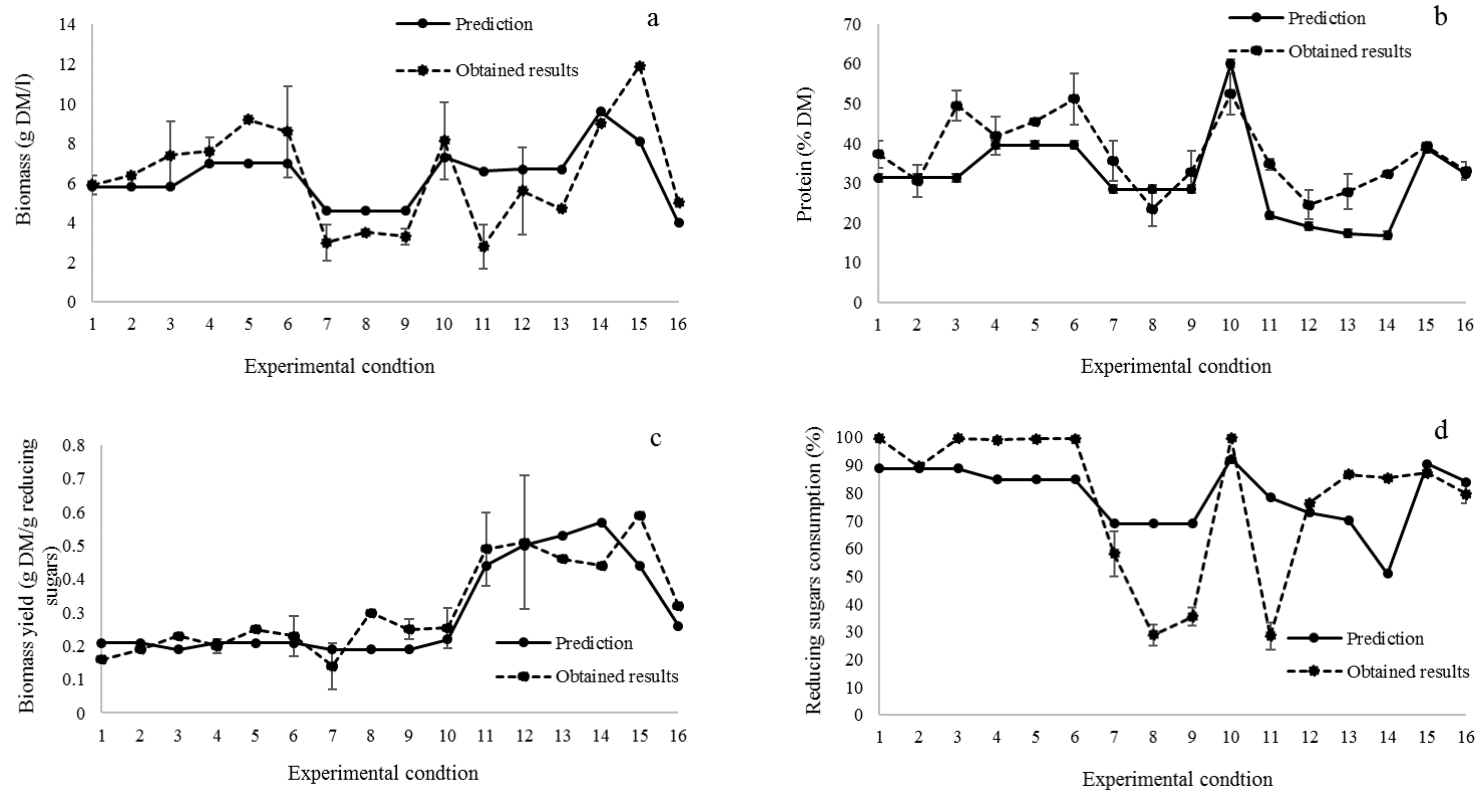 a
Prediction
Obtained results
Biomass (g DM/l)
14
12
10
8
6
4
2
0
1 2 3 4 5 6 7 8 9 10 11 12 13 14 15 16
Experimental condtion
b
Prediction
Obtained results
Protein (% DM)
70
60
50
40
30
20
10
0
1 2 3 4 5 6 7 8 9 10 11 12 13 14 15 16
Experimental condtion
c
Biomass yield (g DM/g reducing
sugars)
0.8
0.7
0.6
0.5
0.4
0.3
0.2
0.1
0
Prediction
Obtained results
1 2 3 4 5 6 7 8 9 10 11 12 13 14 15 16
Experimental condtion
d
Reducing sugars consumption (%)
100
90
80
70
60
50
40
30
20
10
0
Prediction
Obtained results
1 2 3 4 5 6 7 8 9 10 11 12 13 14 15 16
Experimental condtion